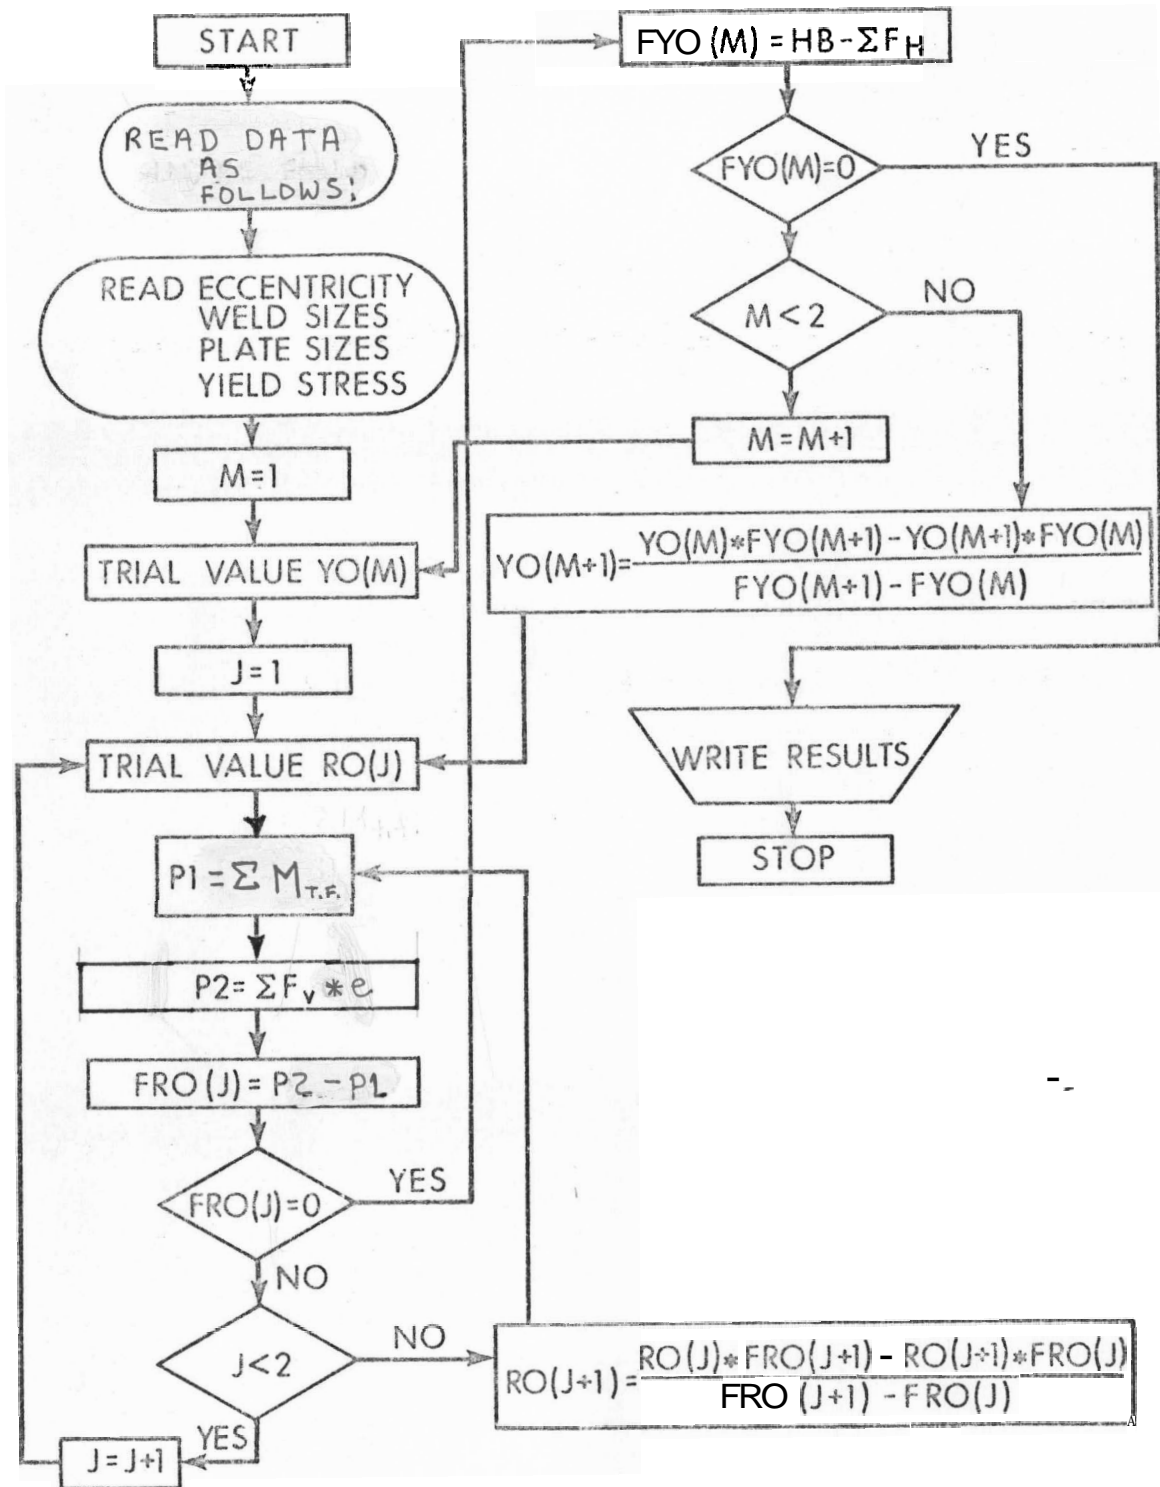 START
READ DATA
AS
FOLLOWS:
READ ECCENTRICITY
WELD SIZES
PLATE SIZES
YIELD STRESS
M=1
TRIAL VALUE YO(M)
J=1
TRIAL VALUE RO(J)
P1=ΣM T.F.
P2=ΣFv*e
FRO(J)=P2-P1
FRO(J)=0
YES
NO
J<2
NO
YES
J=J+1
RO(J+1)=RO(J)*FRO(J+1)-RO(J+1)*FRO(J)
FRO(J+1)-FRO(J)
FYO(M)=HB-ΣFH
FYO(M)=0
YES
M<2
NO
M=M+1
YO(M+1)=YO(M)*FYO(M+1)-YO(M+1)*FYO(M)
FYO(M+1)-FYO(M)
WRITE RESULTS
STOP